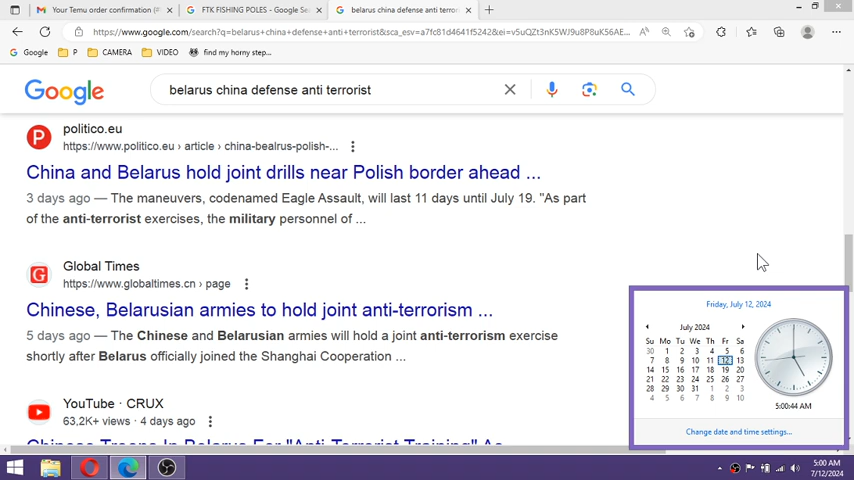 Your Temu order confirmation (#
FTK FISHING POLES - Google Se
belarus china defense anti terror
https://www.google.com/search?q=belarus+china+defense+anti+terrorist&sca_esv=a7fc81d4641f5242&ei=v5uQZt3nK5WJ9u8P8uK56AE...
Google
P
CAMERA
VIDEO
find my horny step...
Google
belarus china defense anti terrorist
politico.eu
https://www.politico.eu › article › china-bealrus-polish-...
China and Belarus hold joint drills near Polish border ahead ...
3 days ago — The maneuvers, codenamed Eagle Assault, will last 11 days until July 19. "As part
of the anti-terrorist exercises, the military personnel of ...
Global Times
https://www.globaltimes.cn › page
Chinese, Belarusian armies to hold joint anti-terrorism ...
5 days ago — The Chinese and Belarusian armies will hold a joint anti-terrorism exercise
shortly after Belarus officially joined the Shanghai Cooperation ...
YouTube · CRUX
63,2K+ views · 4 days ago
Chinese Troops In Belarus For "Anti-Terrorist Training" As
Friday, July 12, 2024
July 2024
Su Mo Tu We Th Fr Sa
30 1 2 3 4 5 6
7 8 9 10 11 12 13
14 15 16 17 18 19 20
21 22 23 24 25 26 27
28 29 30 31 1 2 3
4 5 6 7 8 9 10
5:00:44 AM
Change date and time settings...
5:00 AM
7/12/2024